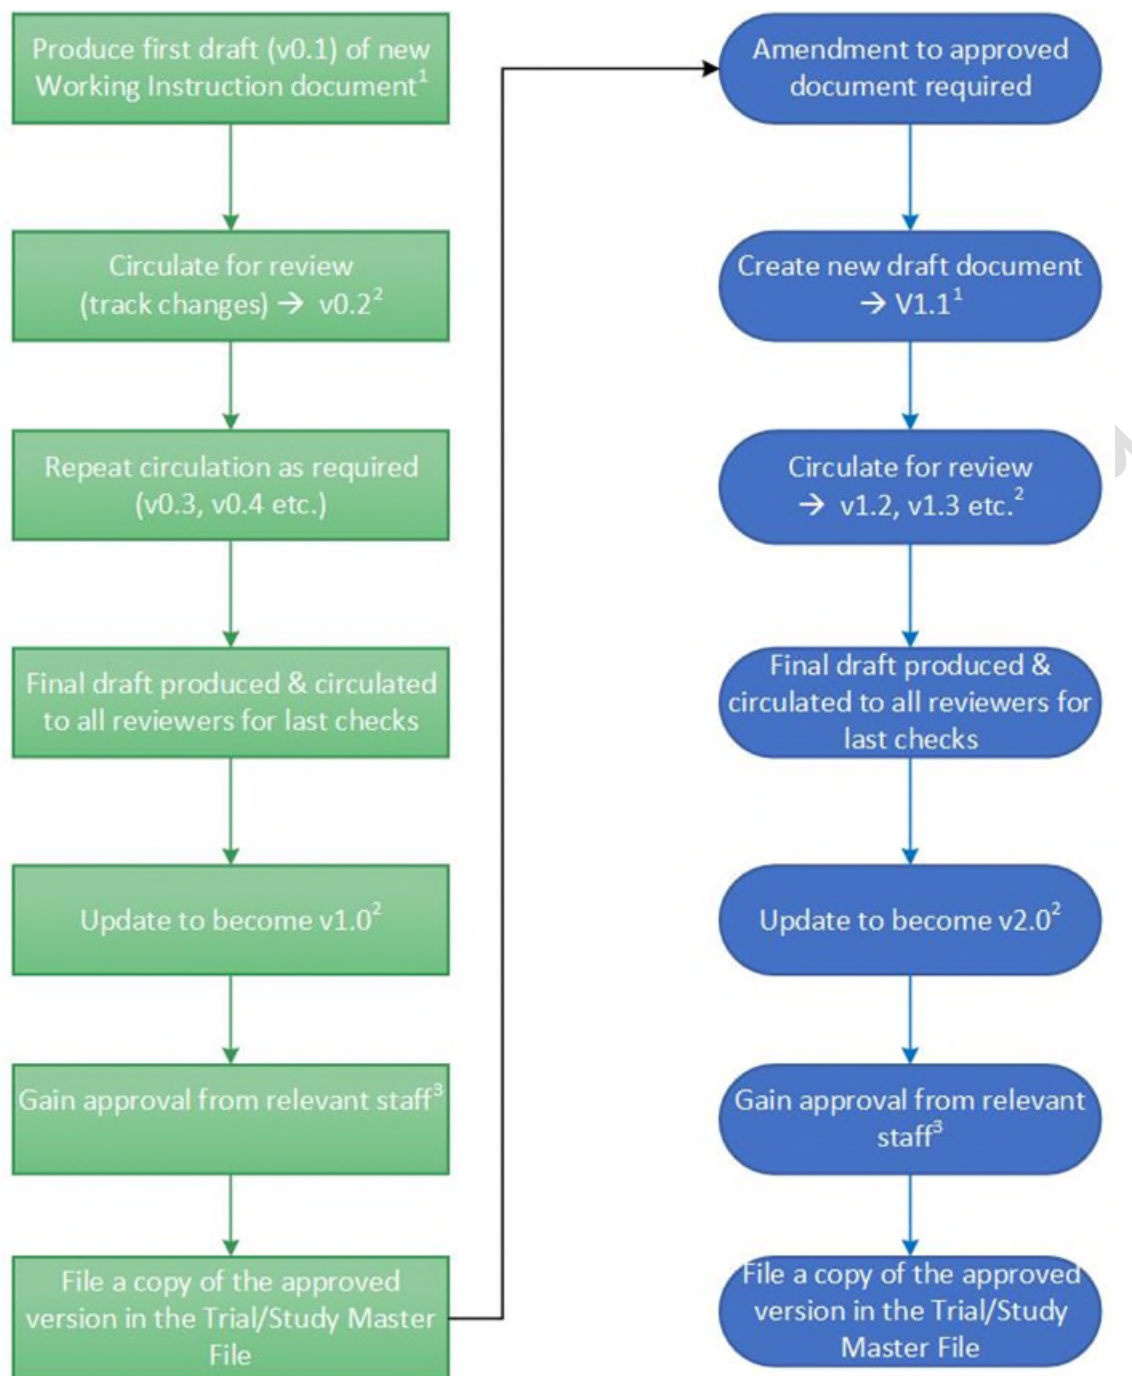 Produce first draft (v0.1) of new
Working Instruction document¹
Circulate for review
(track changes) → v0.2²
Repeat circulation as required
(v0.3, v0.4 etc.)
Final draft produced & circulated
to all reviewers for last checks
Update to become v1.0²
Gain approval from relevant staff³
File a copy of the approved
version in the Trial/Study Master
File
Amendment to approved
document required
Create new draft document
→ V1.1¹
Circulate for review
→ v1.2, v1.3 etc.²
Final draft produced &
circulated to all reviewers for
last checks
Update to become v2.0²
Gain approval from relevant
staff³
File a copy of the approved
version in the Trial/Study
Master File